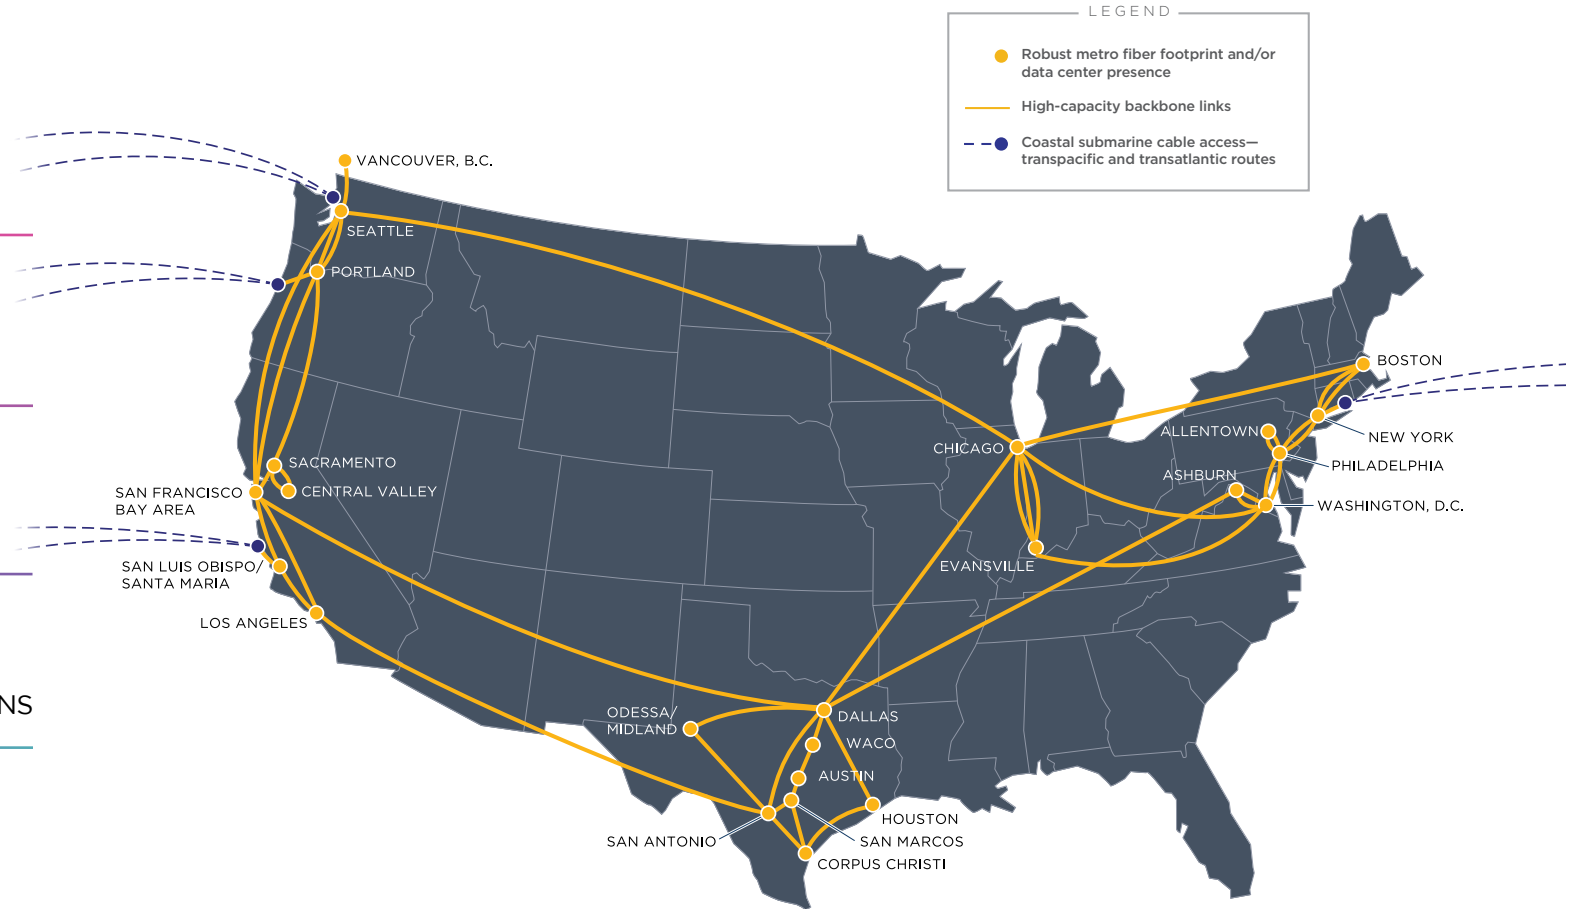 LEGEND
Robust metro fiber footprint and/or
data center presence
High-capacity backbone links
Coastal submarine cable access—
transpacific and transatlantic routes
VANCOUVER, B.C.
SEATTLE
PORTLAND
BOSTON
CHICAGO
ALLENTOWN
NEW YORK
SACRAMENTO
PHILADELPHIA
ASHBURN
CENTRAL VALLEY
SAN FRANCISCO
BAY AREA
WASHINGTON, D.C.
EVANSVILLE
SAN LUIS OBISPO/
SANTA MARIA
LOS ANGELES
NS
ODESSA/
MIDLAND
DALLAS
WACO
AUSTIN
HOUSTON
SAN ANTONIO
SAN MARCOS
CORPUS CHRISTI